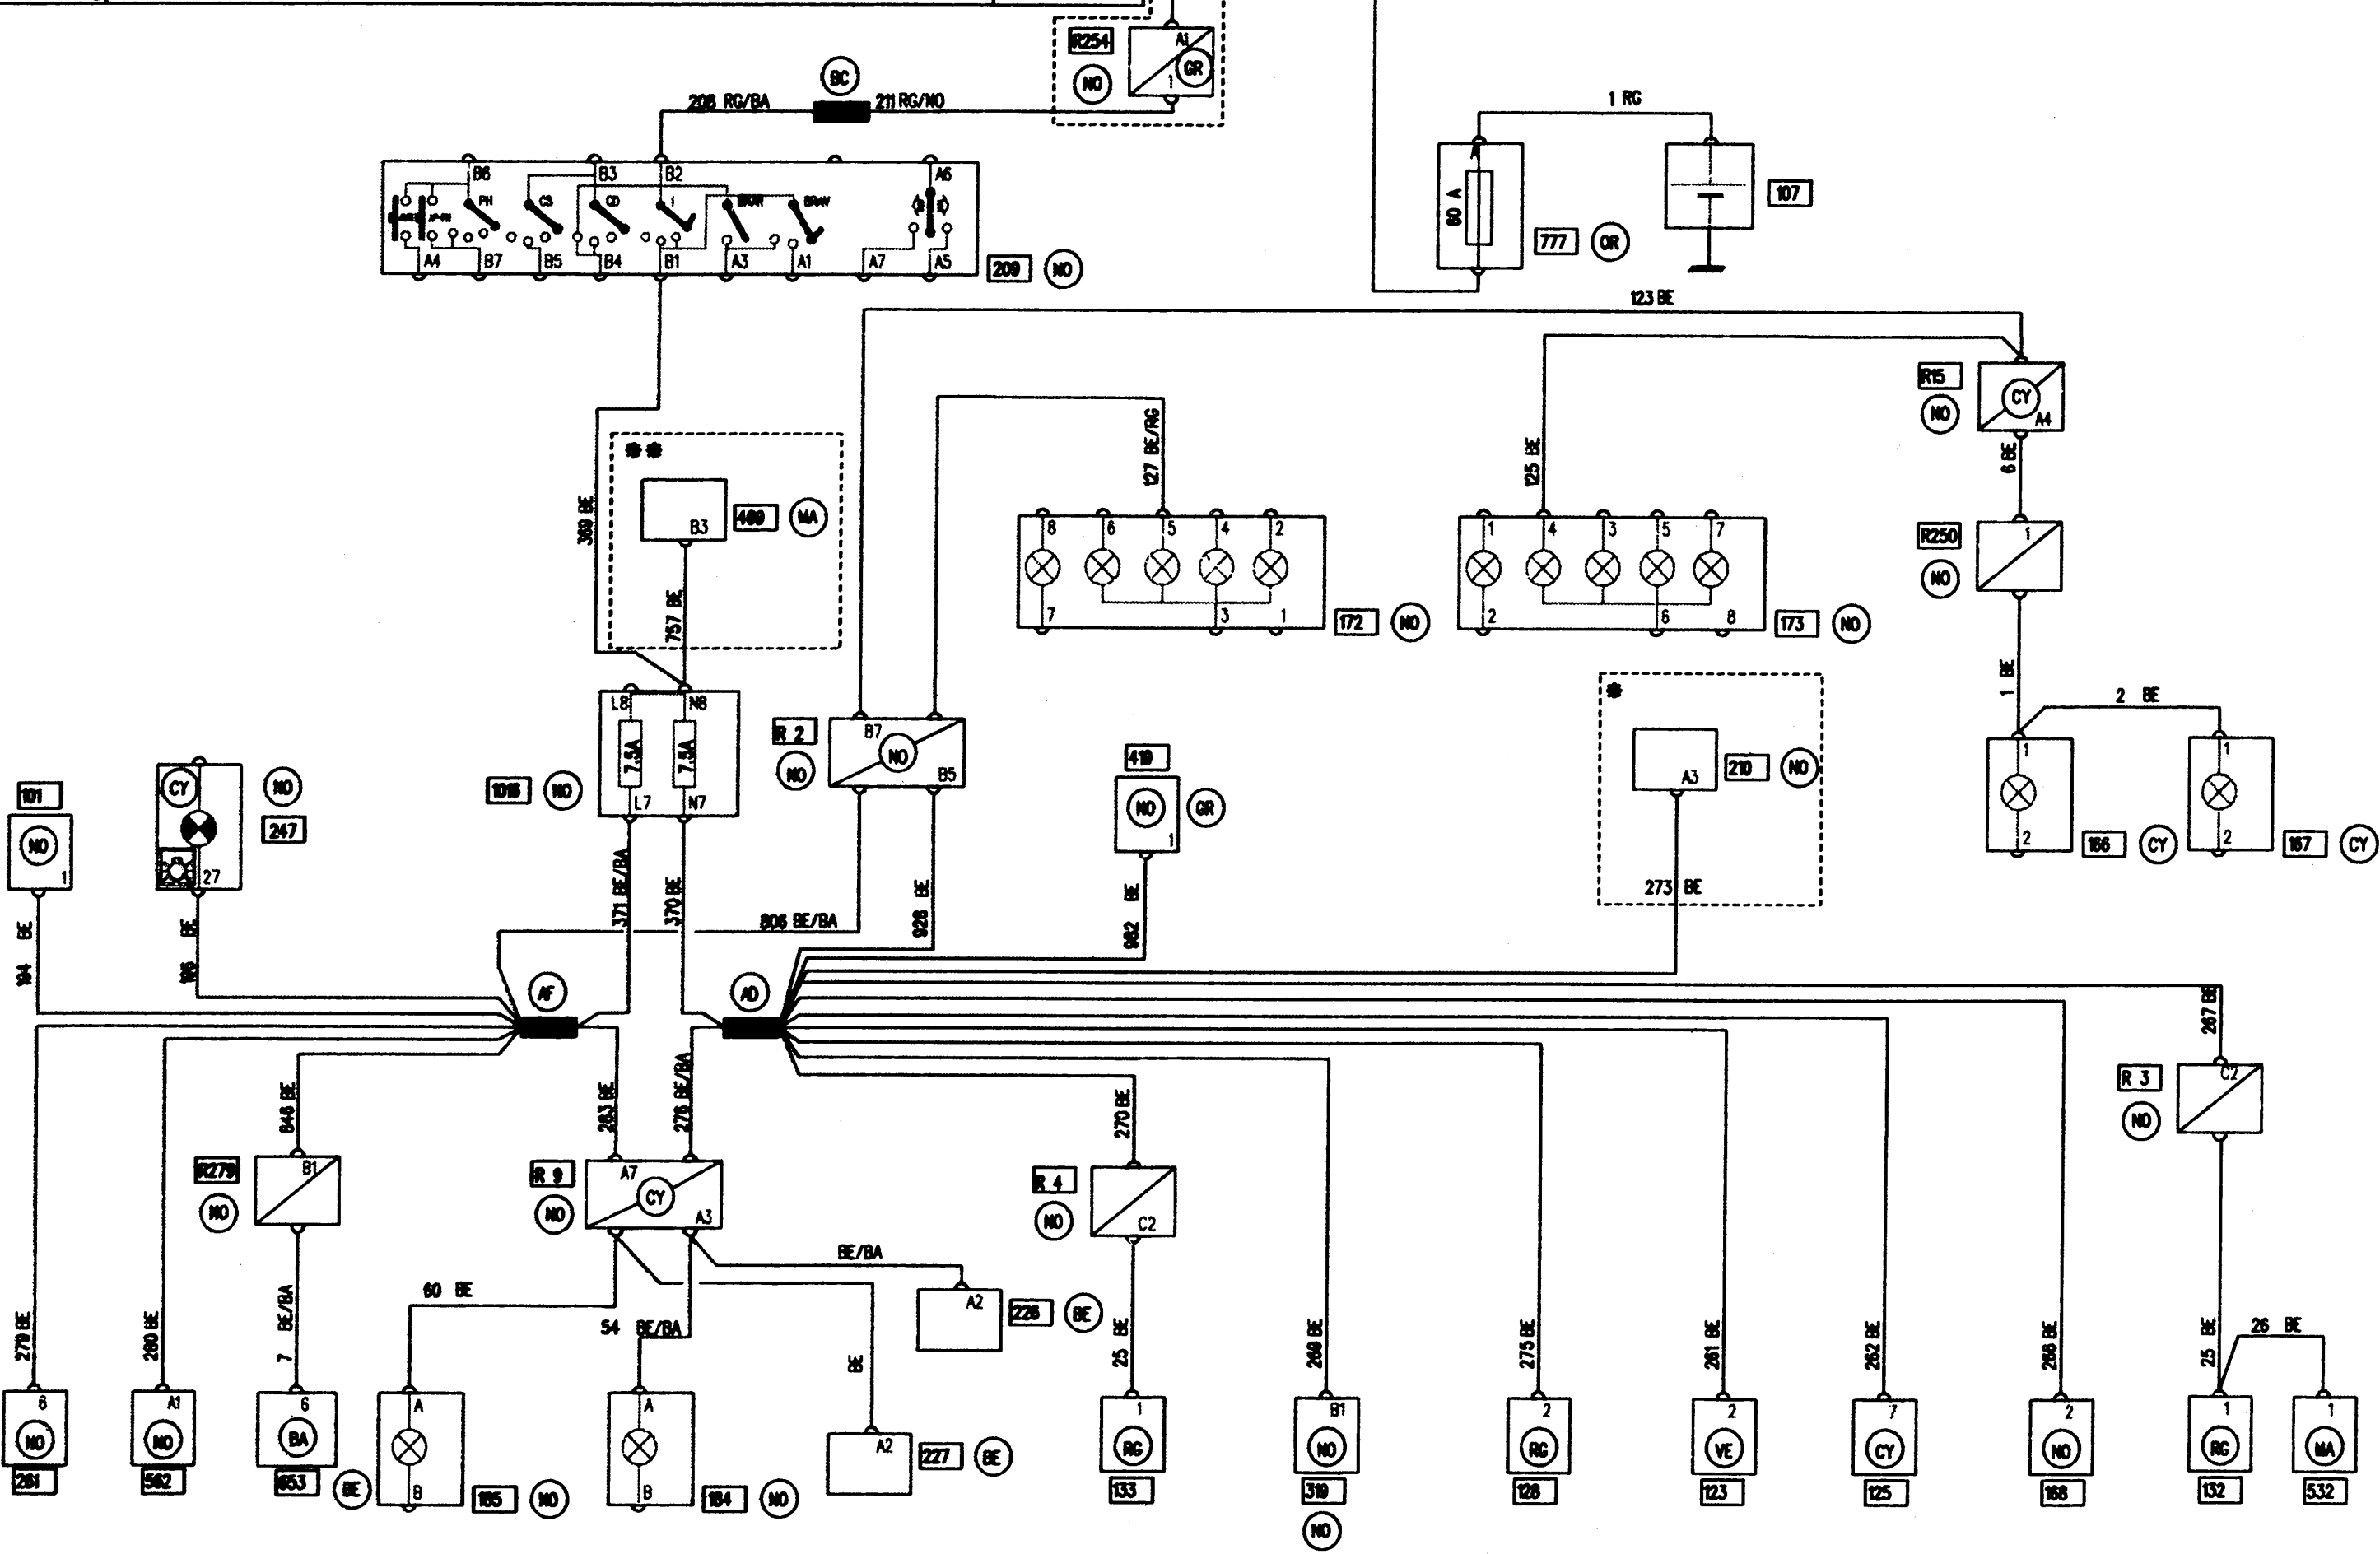 R254
A1
GR
1
NO
BC
208 RG/BA
211 RG/NO
1 RG
B6
B3
B2
A6
PH
CS
CD
I
BRAR
BRAV
A4
B7
B5
B4
B1
A3
A1
A7
A5
209
NO
A
60 A
777
OR
107
123 BE
R15
NO
CY
A4
6 BE
R250
NO
1
1 BE
2 BE
369 BE
B3
469
MA
757 BE
127 BE/RG
125 BE
8
6
5
4
2
7
3
1
172
NO
1
4
3
5
7
2
6
8
173
NO
L8
N8
7.5A
7.5A
L7
N7
1016
NO
R 2
NO
B7
NO
B5
419
NO
GR
1
982 BE
A3
210
NO
273 BE
1
2
166
CY
1
2
167
CY
101
NO
1
CY
NO
247
27
194 BE
196 BE
371 BE/BA
370 BE
806 BE/BA
928 BE
AF
AD
267 BE
R 3
NO
C2
846 BE
R279
NO
B1
263 BE
276 BE/BA
R 9
NO
A7
CY
A3
270 BE
R 4
NO
C2
BE/BA
A2
226
BE
60 BE
54 BE/BA
BE
A2
227
BE
279 BE
280 BE
7 BE/BA
25 BE
269 BE
275 BE
261 BE
262 BE
268 BE
25 BE
26 BE
6
NO
261
A1
NO
562
6
BA
653
BE
A
B
185
NO
A
B
184
NO
1
RG
133
B1
NO
319
NO
2
RG
128
2
VE
123
7
CY
125
2
NO
168
1
RG
132
1
MA
532